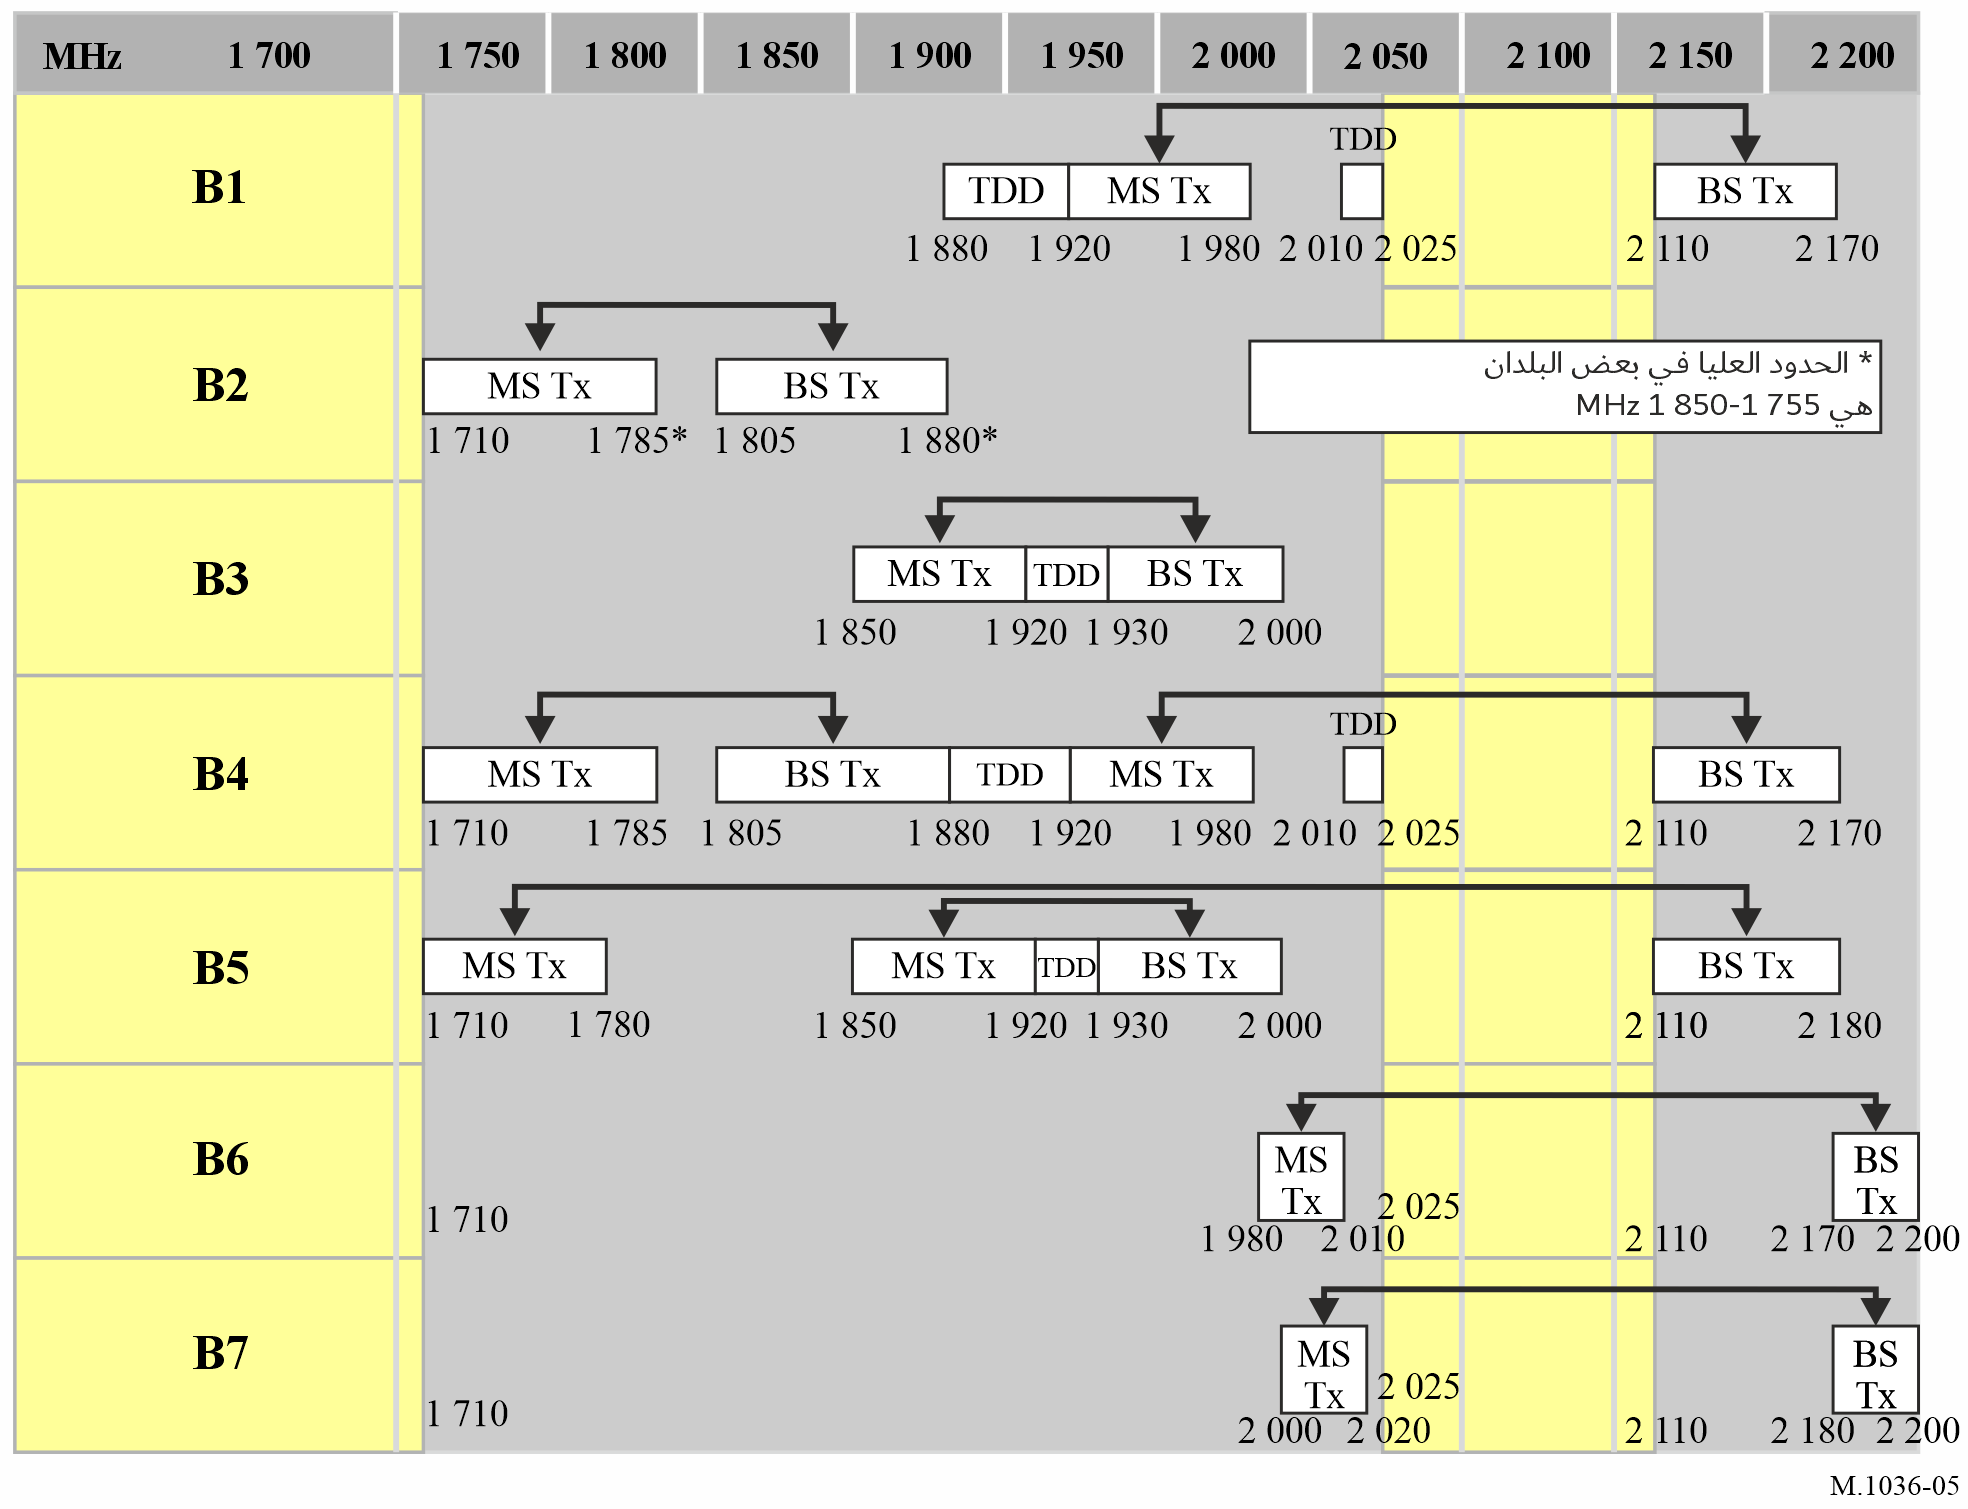 MHz 1 700 1 750 1 800 1 850 1 900 1 950 2 000 2 050 2 100 2 150 2 200
TDD
B1 TDD MS Tx BS Tx
1 880 1 920 1 980 2 010 2 025 2 110 2 170
B2 MS Tx BS Tx
* الحدود العليا في بعض البلدان
هي 755 1-850 1 MHz
1 710 1 785* 1 805 1 880*
B3 MS Tx TDD BS Tx
1 850 1 920 1 930 2 000
TDD
B4 MS Tx BS Tx TDD MS Tx BS Tx
1 710 1 785 1 805 1 880 1 920 1 980 2 010 2 025 2 110 2 170
B5 MS Tx MS Tx TDD BS Tx BS Tx
1 710 1 780 1 850 1 920 1 930 2 000 2 110 2 180
B6 MS BS
Tx Tx
1 710 2 025
1 980 2 010 2 110 2 170 2 200
B7 MS BS
Tx Tx
1 710 2 025
2 000 2 020 2 110 2 180 2 200
M.1036-05